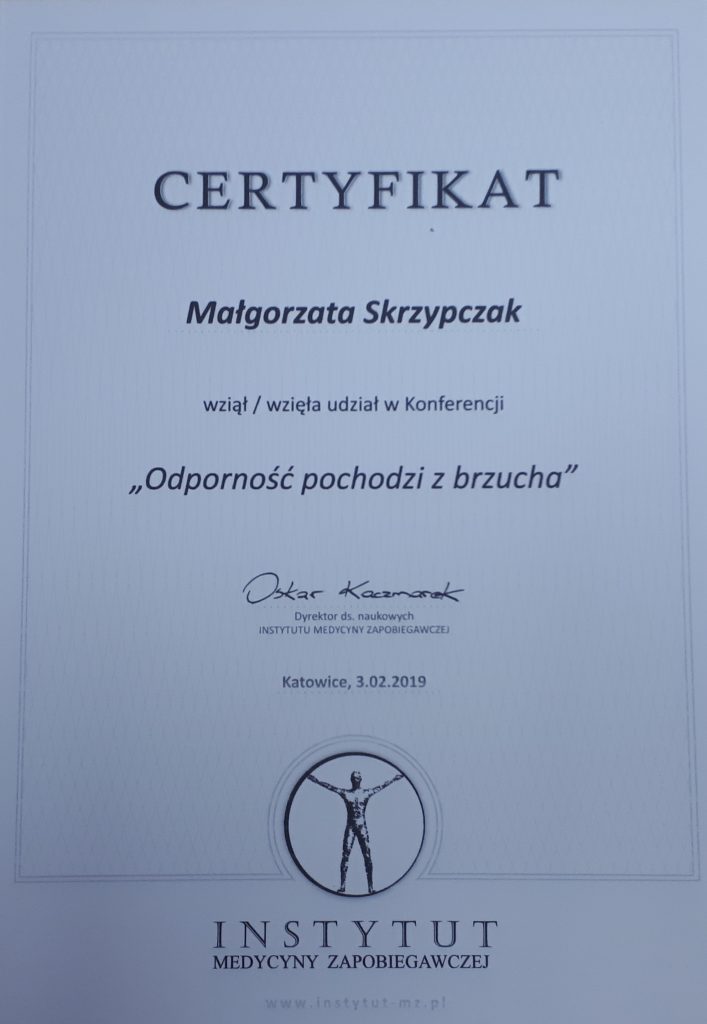 CERTYFIKAT
Małgorzata Skrzypczak
wziął / wzięła udział w Konferencji
„Odporność pochodzi z brzucha”
Oskar Kaczmarek
Dyrektor ds. naukowych
INSTYTUTU MEDYCYNY ZAPOBIEGAWCZEJ
Katowice, 3.02.2019
INSTYTUT
MEDYCYNY ZAPOBIEGAWCZEJ
www.instytut-mz.pl